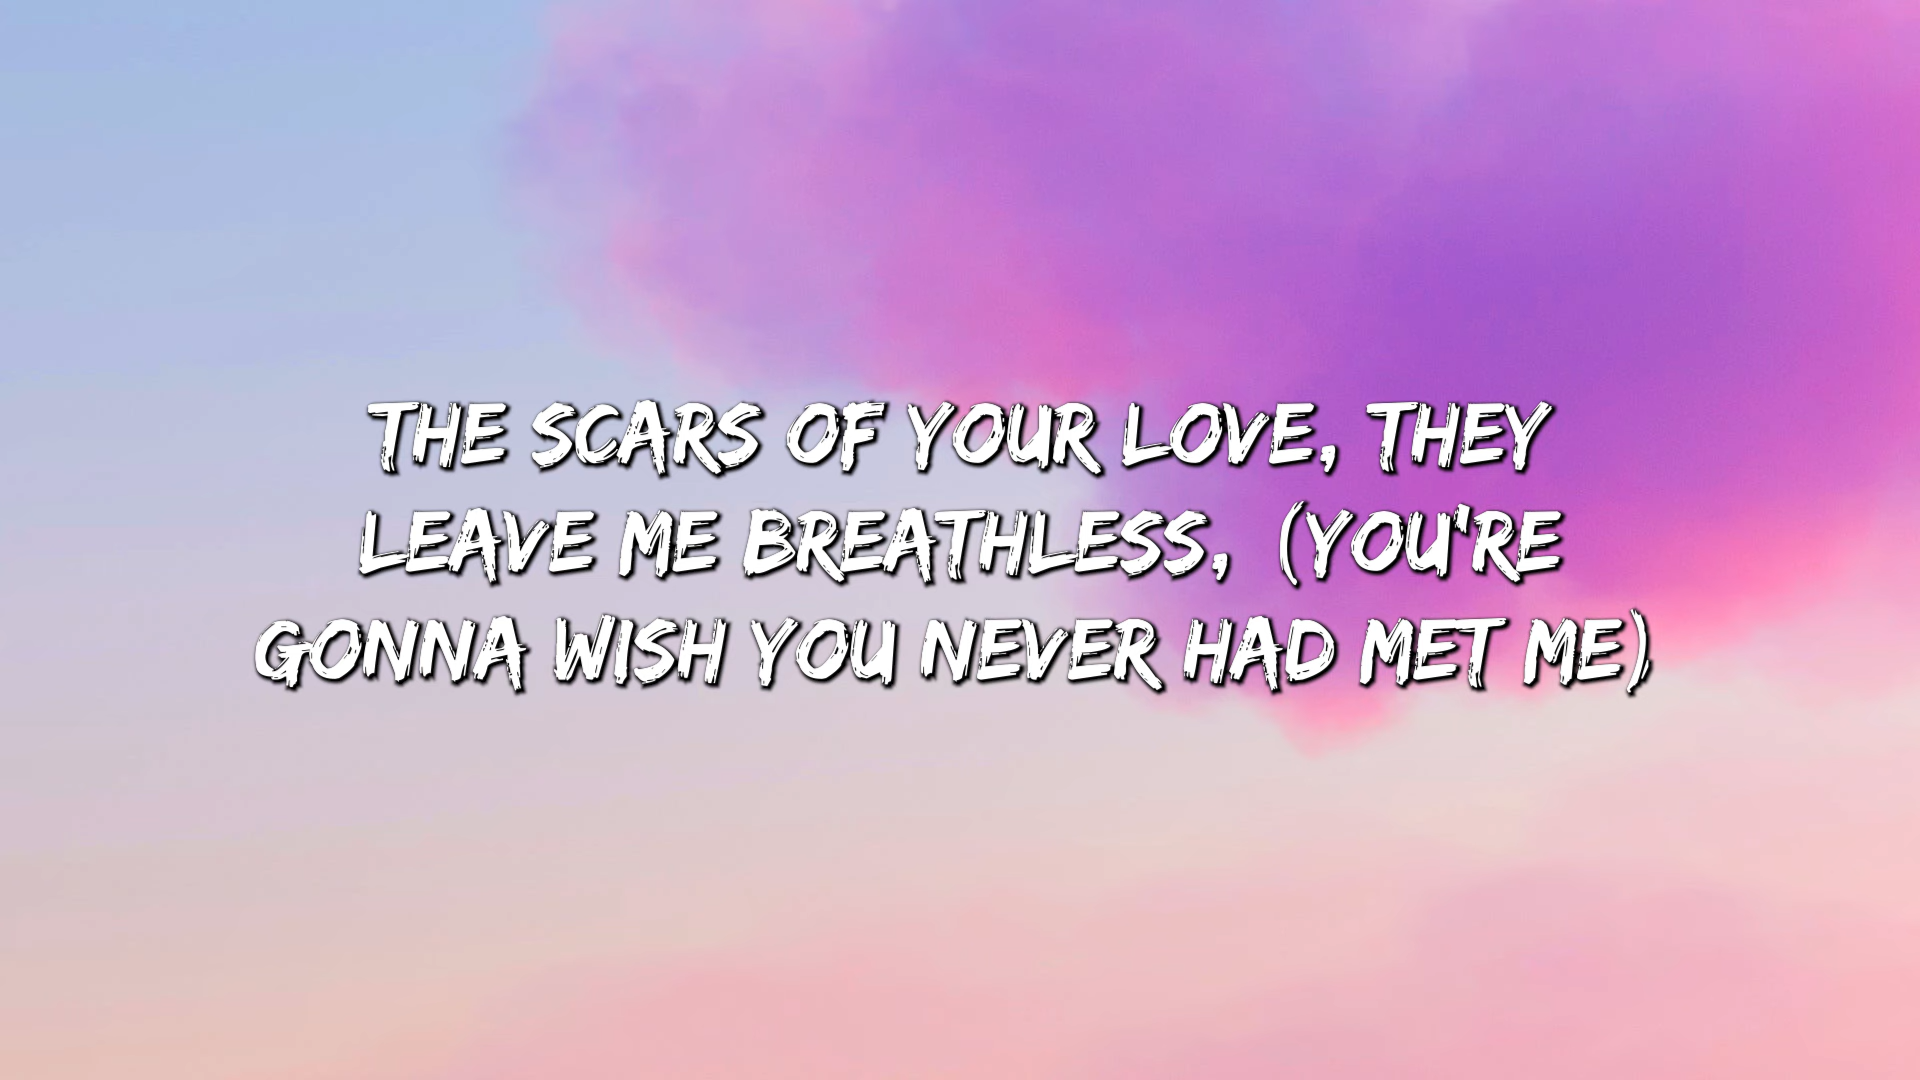 THE SCARS OF YOUR LOVE, THEY
LEAVE ME BREATHLESS, (YOU'RE
GONNA WISH YOU NEVER HAD MET ME)